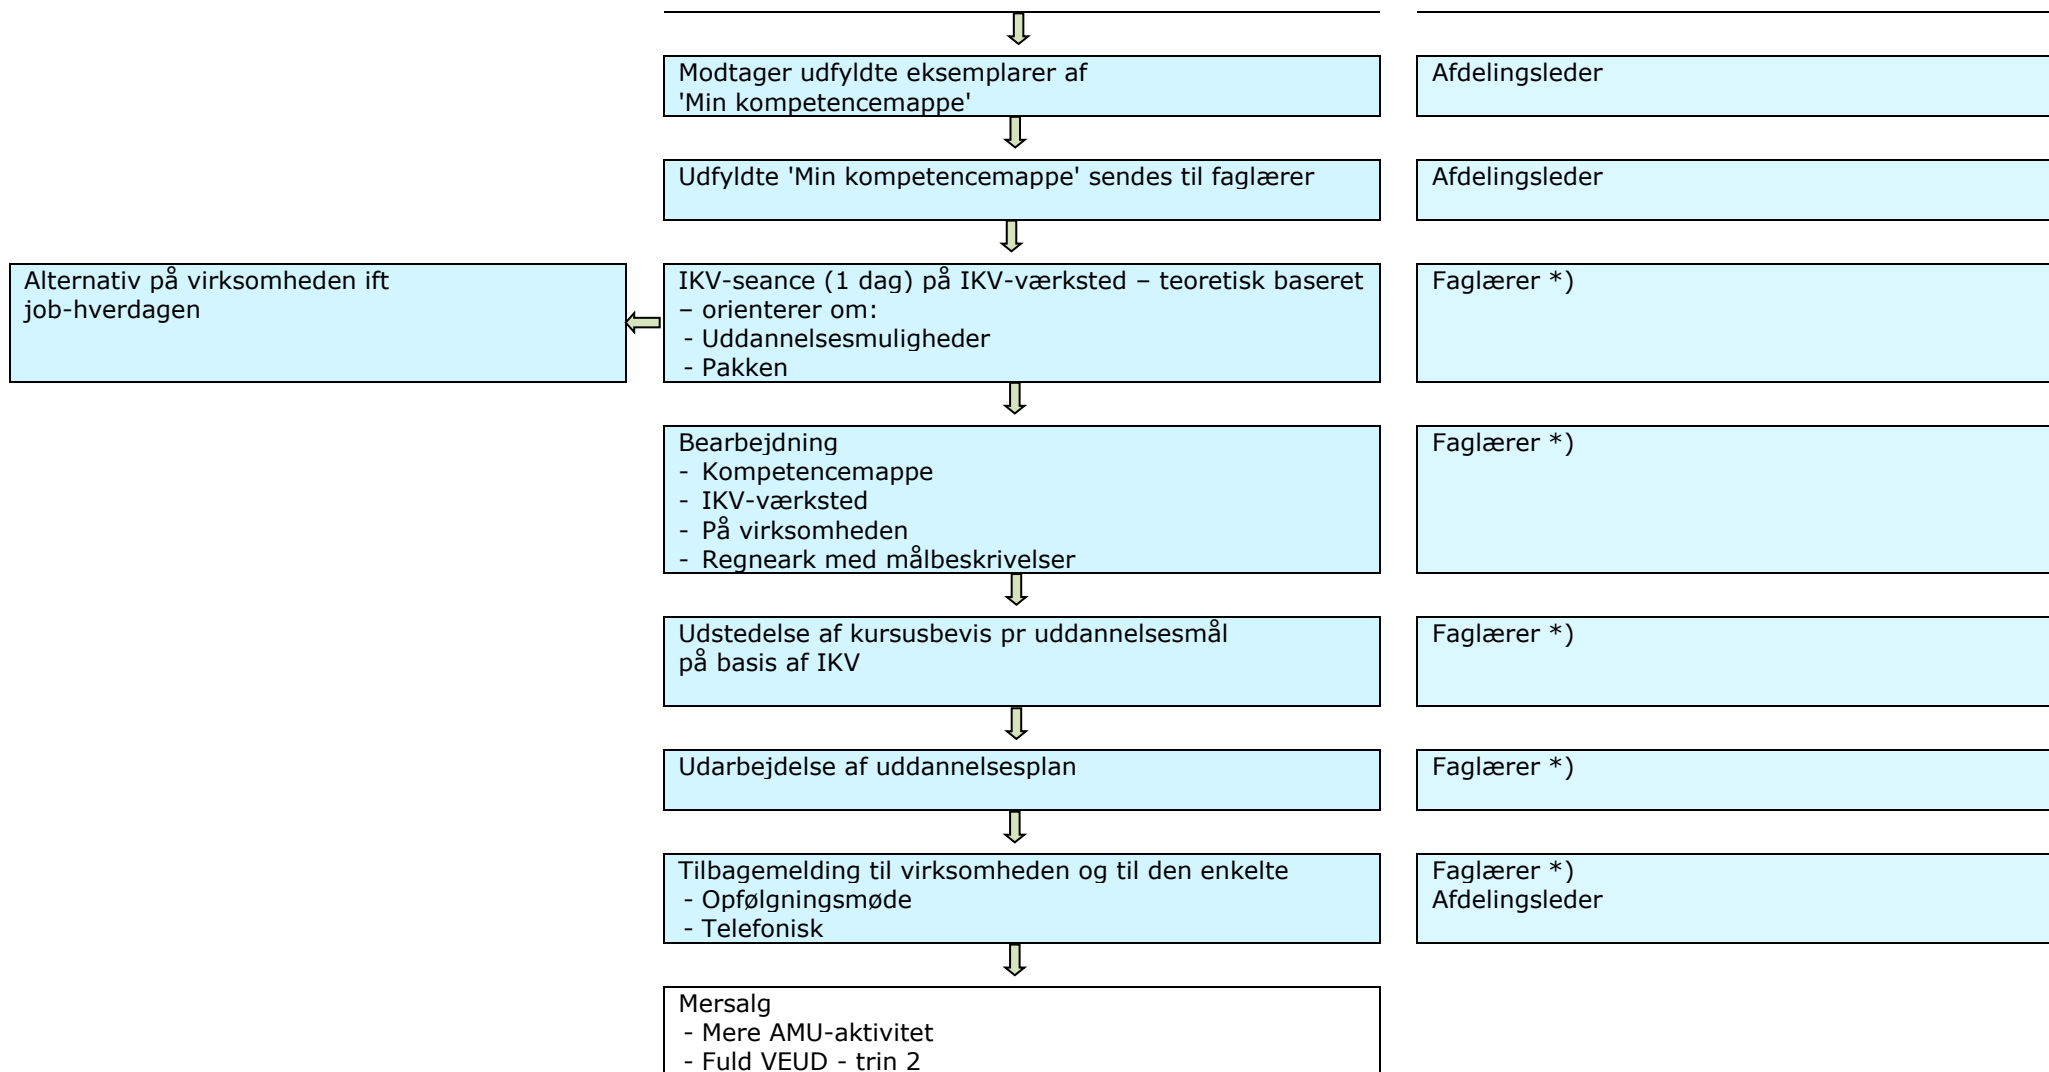 Modtager udfyldte eksemplarer af
'Min kompetencemappe'
Afdelingsleder
Udfyldte 'Min kompetencemappe' sendes til faglærer
Afdelingsleder
Alternativ på virksomheden ift
job-hverdagen
IKV-seance (1 dag) på IKV-værksted – teoretisk baseret
– orienterer om:
- Uddannelsesmuligheder
- Pakken
Faglærer *)
Bearbejdning
- Kompetencemappe
- IKV-værksted
- På virksomheden
- Regneark med målbeskrivelser
Faglærer *)
Udstedelse af kursusbevis pr uddannelsesmål
på basis af IKV
Faglærer *)
Udarbejdelse af uddannelsesplan
Faglærer *)
Tilbagemelding til virksomheden og til den enkelte
- Opfølgningsmøde
- Telefonisk
Faglærer *)
Afdelingsleder
Mersalg
- Mere AMU-aktivitet
- Fuld VEUD - trin 2